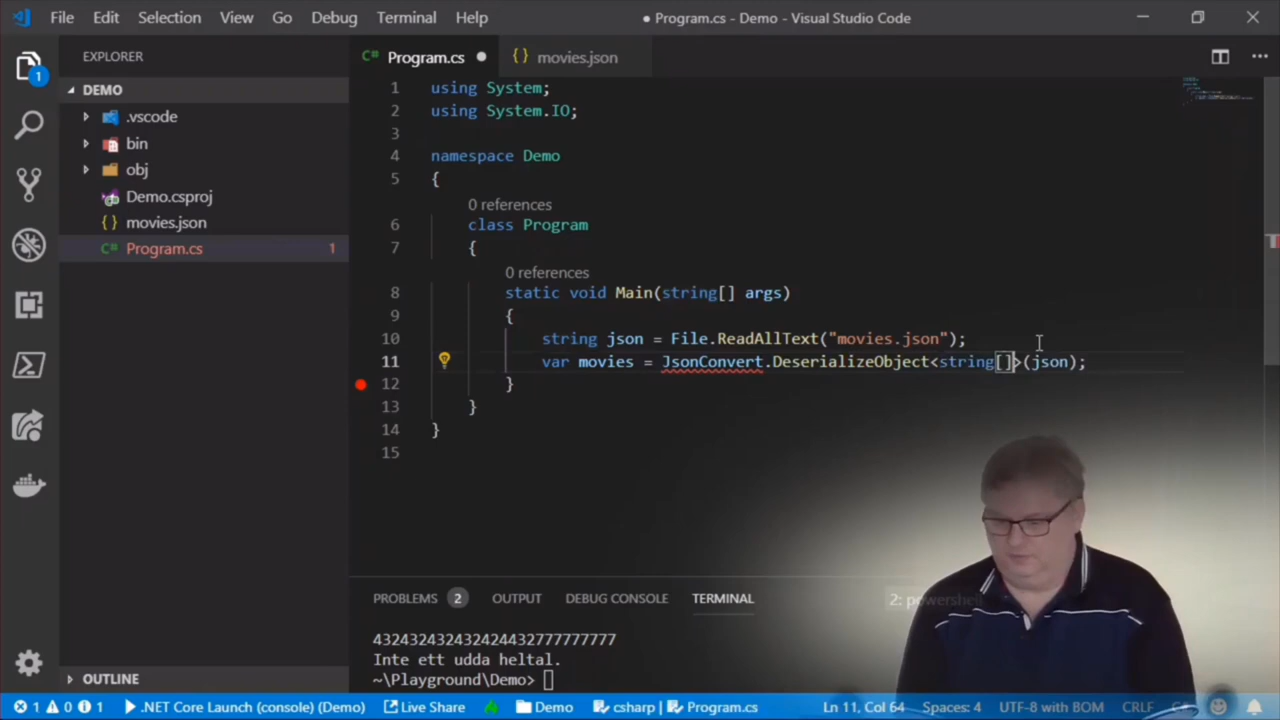 File Edit Selection View Go Debug Terminal Help ● Program.cs - Demo - Visual Studio Code
EXPLORER
C# Program.cs ●
{} movies.json
1
DEMO
.vscode
bin
obj
Demo.csproj
{} movies.json
C# Program.cs 1
1 using System;
2 using System.IO;
3
4 namespace Demo
5 {
0 references
6 class Program
7 {
0 references
8 static void Main(string[] args)
9 {
10 string json = File.ReadAllText("movies.json");
11 var movies = JsonConvert.DeserializeObject<string[]>(json);
12 }
13 }
14 }
15
PROBLEMS 2 OUTPUT DEBUG CONSOLE TERMINAL 2: powershell
432432432432424432777777777
Inte ett udda heltal.
~\Playground\Demo>
OUTLINE
1 0 1 .NET Core Launch (console) (Demo) Live Share Demo csharp | Program.cs Ln 11, Col 64 Spaces: 4 UTF-8 with BOM CRLF C#